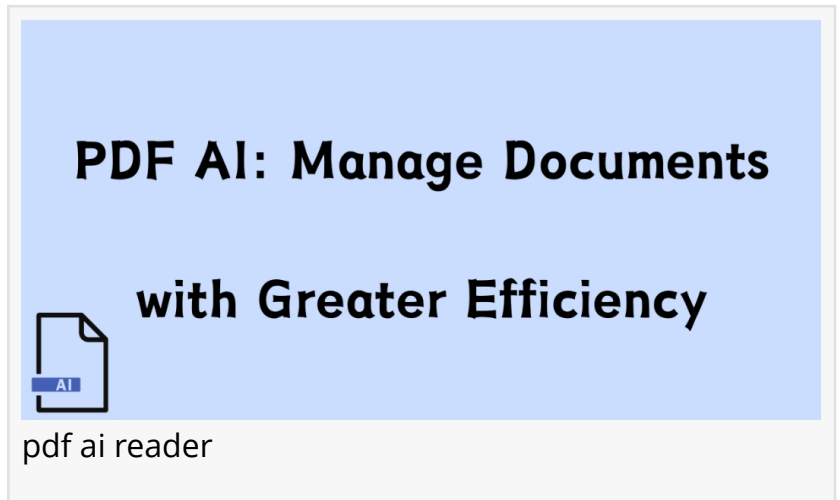 PDF AI: Manage Documents
with Greater Efficiency
AI
pdf ai reader